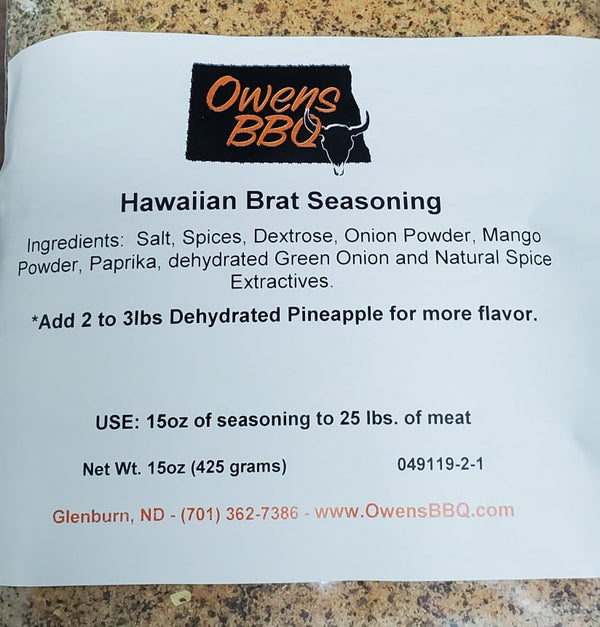 Owens
BBQ
Hawaiian Brat Seasoning
Ingredients: Salt, Spices, Dextrose, Onion Powder, Mango
Powder, Paprika, dehydrated Green Onion and Natural Spice
Extractives.
*Add 2 to 3lbs Dehydrated Pineapple for more flavor.
USE: 15oz of seasoning to 25 lbs. of meat
Net Wt. 15oz (425 grams) 049119-2-1
Glenburn, ND - (701) 362-7386 - www.OwensBBQ.com